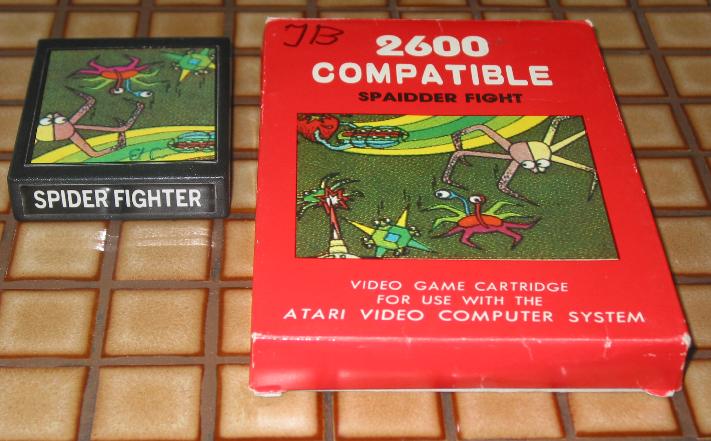 JB
2600
COMPATIBLE
SPAIDDER FIGHT
VIDEO GAME CARTRIDGE
FOR USE WITH THE
ATARI VIDEO COMPUTER SYSTEM
SPIDER FIGHTER